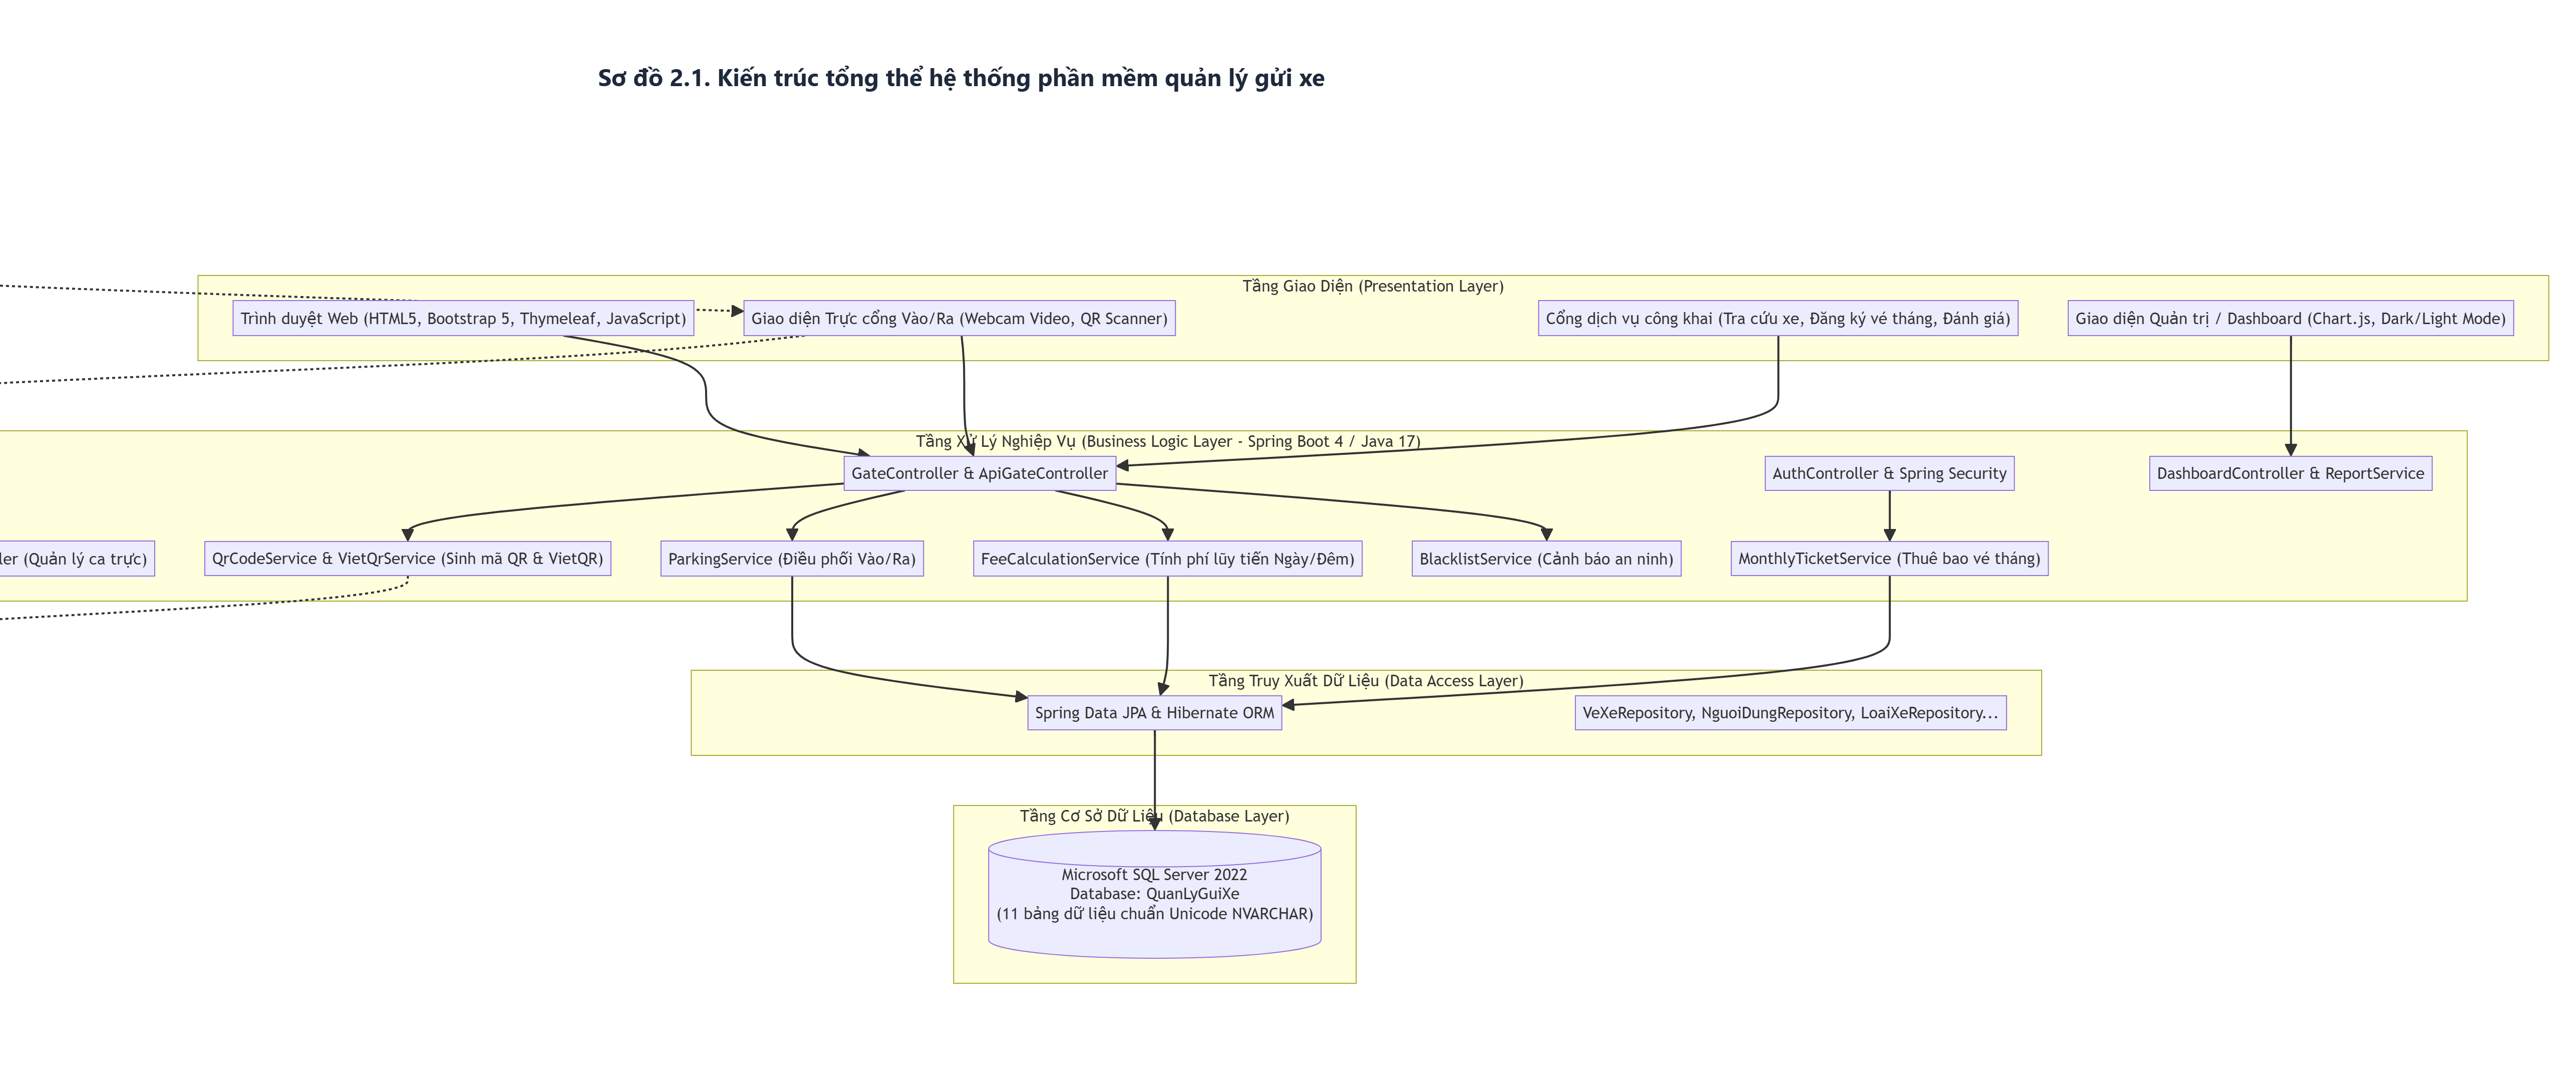 Sơ đồ 2.1. Kiến trúc tổng thể hệ thống phần mềm quản lý gửi xe
Tầng Giao Diện (Presentation Layer)
Trình duyệt Web (HTML5, Bootstrap 5, Thymeleaf, JavaScript)
Giao diện Trực cổng Vào/Ra (Webcam Video, QR Scanner)
Cổng dịch vụ công khai (Tra cứu xe, Đăng ký vé tháng, Đánh giá)
Giao diện Quản trị / Dashboard (Chart.js, Dark/Light Mode)
Tầng Xử Lý Nghiệp Vụ (Business Logic Layer - Spring Boot 4 / Java 17)
GateController & ApiGateController
AuthController & Spring Security
DashboardController & ReportService
ler (Quản lý ca trực)
QrCodeService & VietQrService (Sinh mã QR & VietQR)
ParkingService (Điều phối Vào/Ra)
FeeCalculationService (Tính phí lũy tiến Ngày/Đêm)
BlacklistService (Cảnh báo an ninh)
MonthlyTicketService (Thuê bao vé tháng)
Tầng Truy Xuất Dữ Liệu (Data Access Layer)
Spring Data JPA & Hibernate ORM
VeXeRepository, NguoiDungRepository, LoaiXeRepository...
Tầng Cơ Sở Dữ Liệu (Database Layer)
Microsoft SQL Server 2022
Database: QuanLyGuiXe
(11 bảng dữ liệu chuẩn Unicode NVARCHAR)